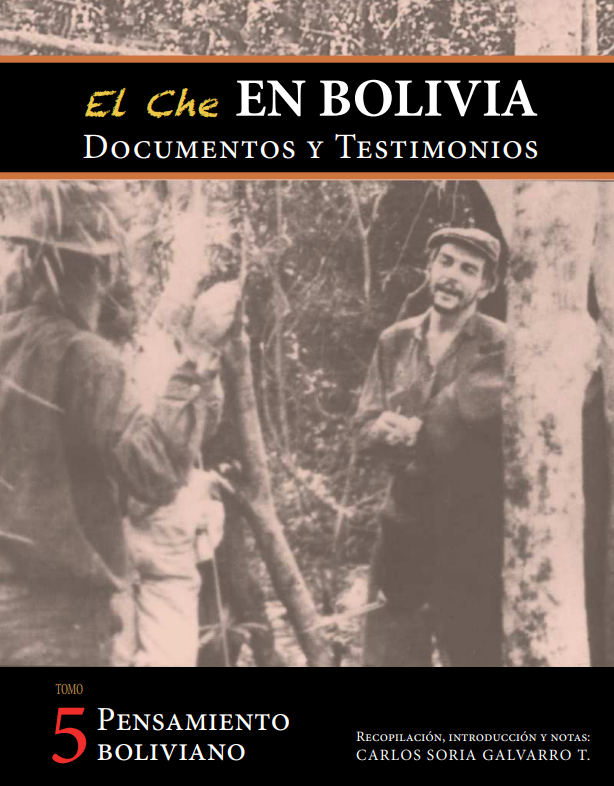 El Che EN BOLIVIA
DOCUMENTOS Y TESTIMONIOS
TOMO
5 PENSAMIENTO
BOLIVIANO
RECOPILACIÓN, INTRODUCCIÓN Y NOTAS:
CARLOS SORIA GALVARRO T.